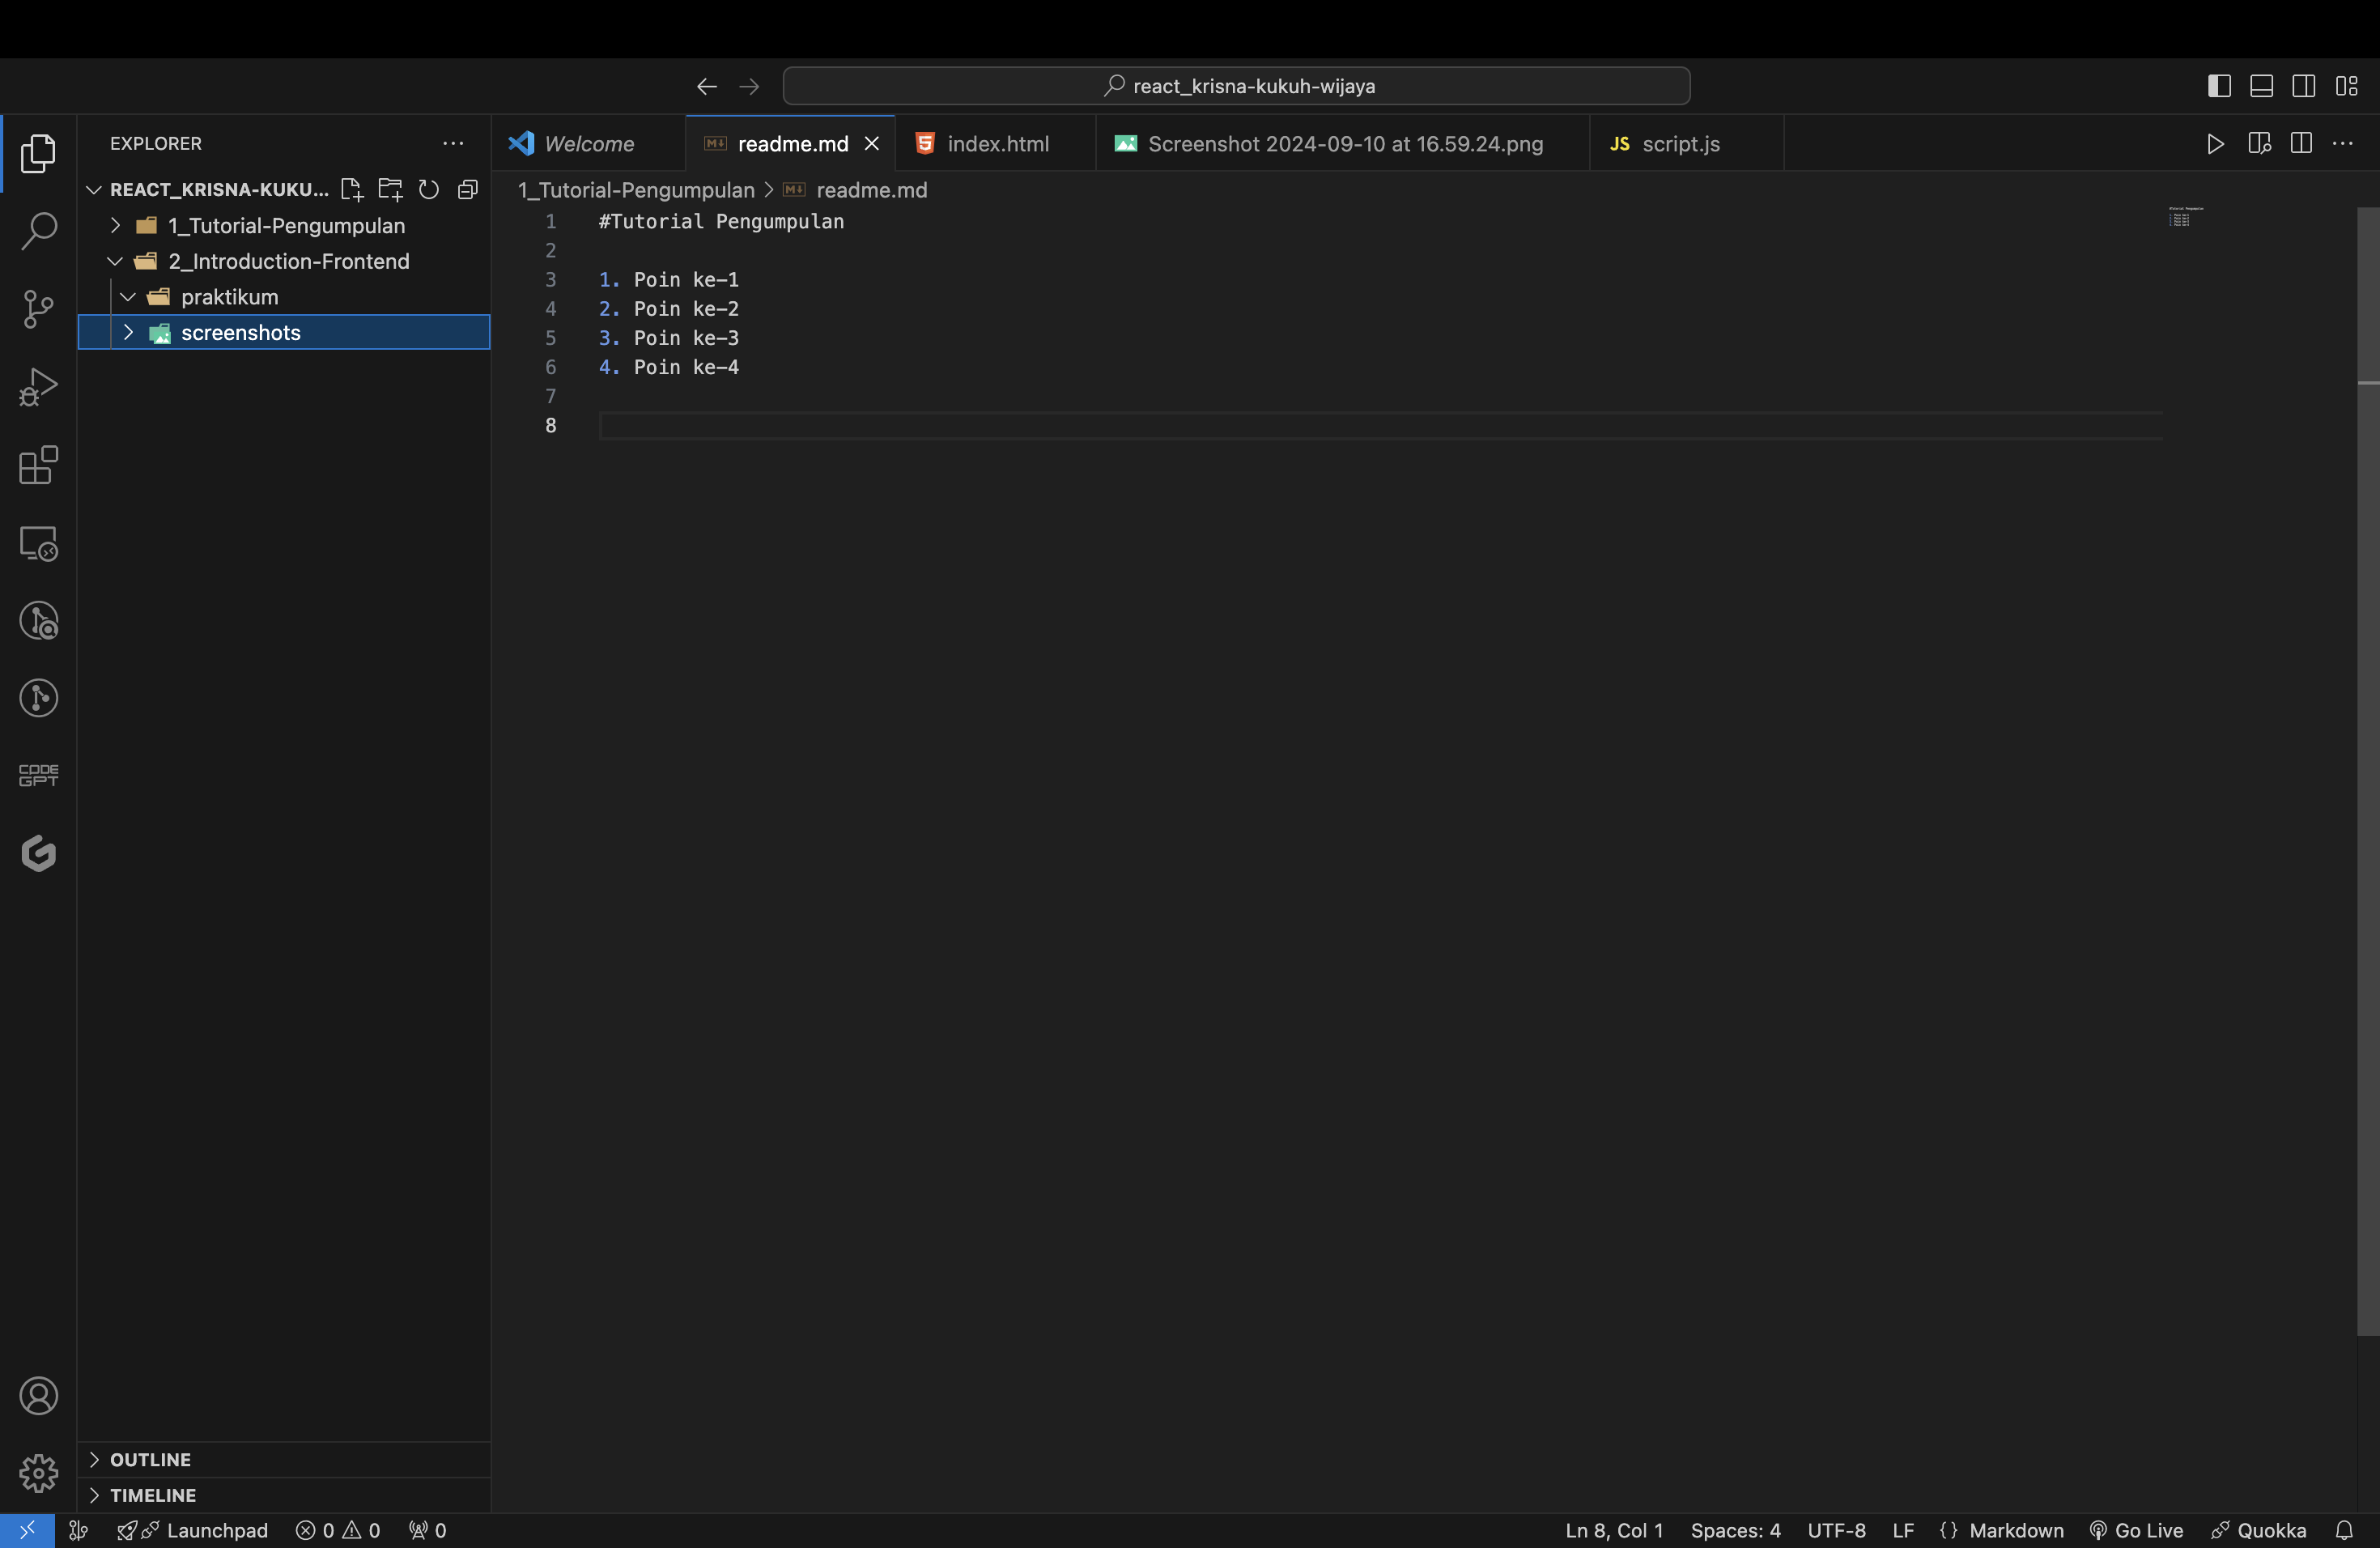 react_krisna-kukuh-wijaya
EXPLORER
Welcome
readme.md
index.html
Screenshot 2024-09-10 at 16.59.24.png
JS script.js
REACT_KRISNA-KUKU...
1_Tutorial-Pengumpulan
2_Introduction-Frontend
praktikum
screenshots
1_Tutorial-Pengumpulan > readme.md
1 #Tutorial Pengumpulan
2
3 1. Poin ke-1
4 2. Poin ke-2
5 3. Poin ke-3
6 4. Poin ke-4
7
8
CODE
GPT
OUTLINE
TIMELINE
Launchpad 0 0 0
Ln 8, Col 1 Spaces: 4 UTF-8 LF {} Markdown Go Live Quokka